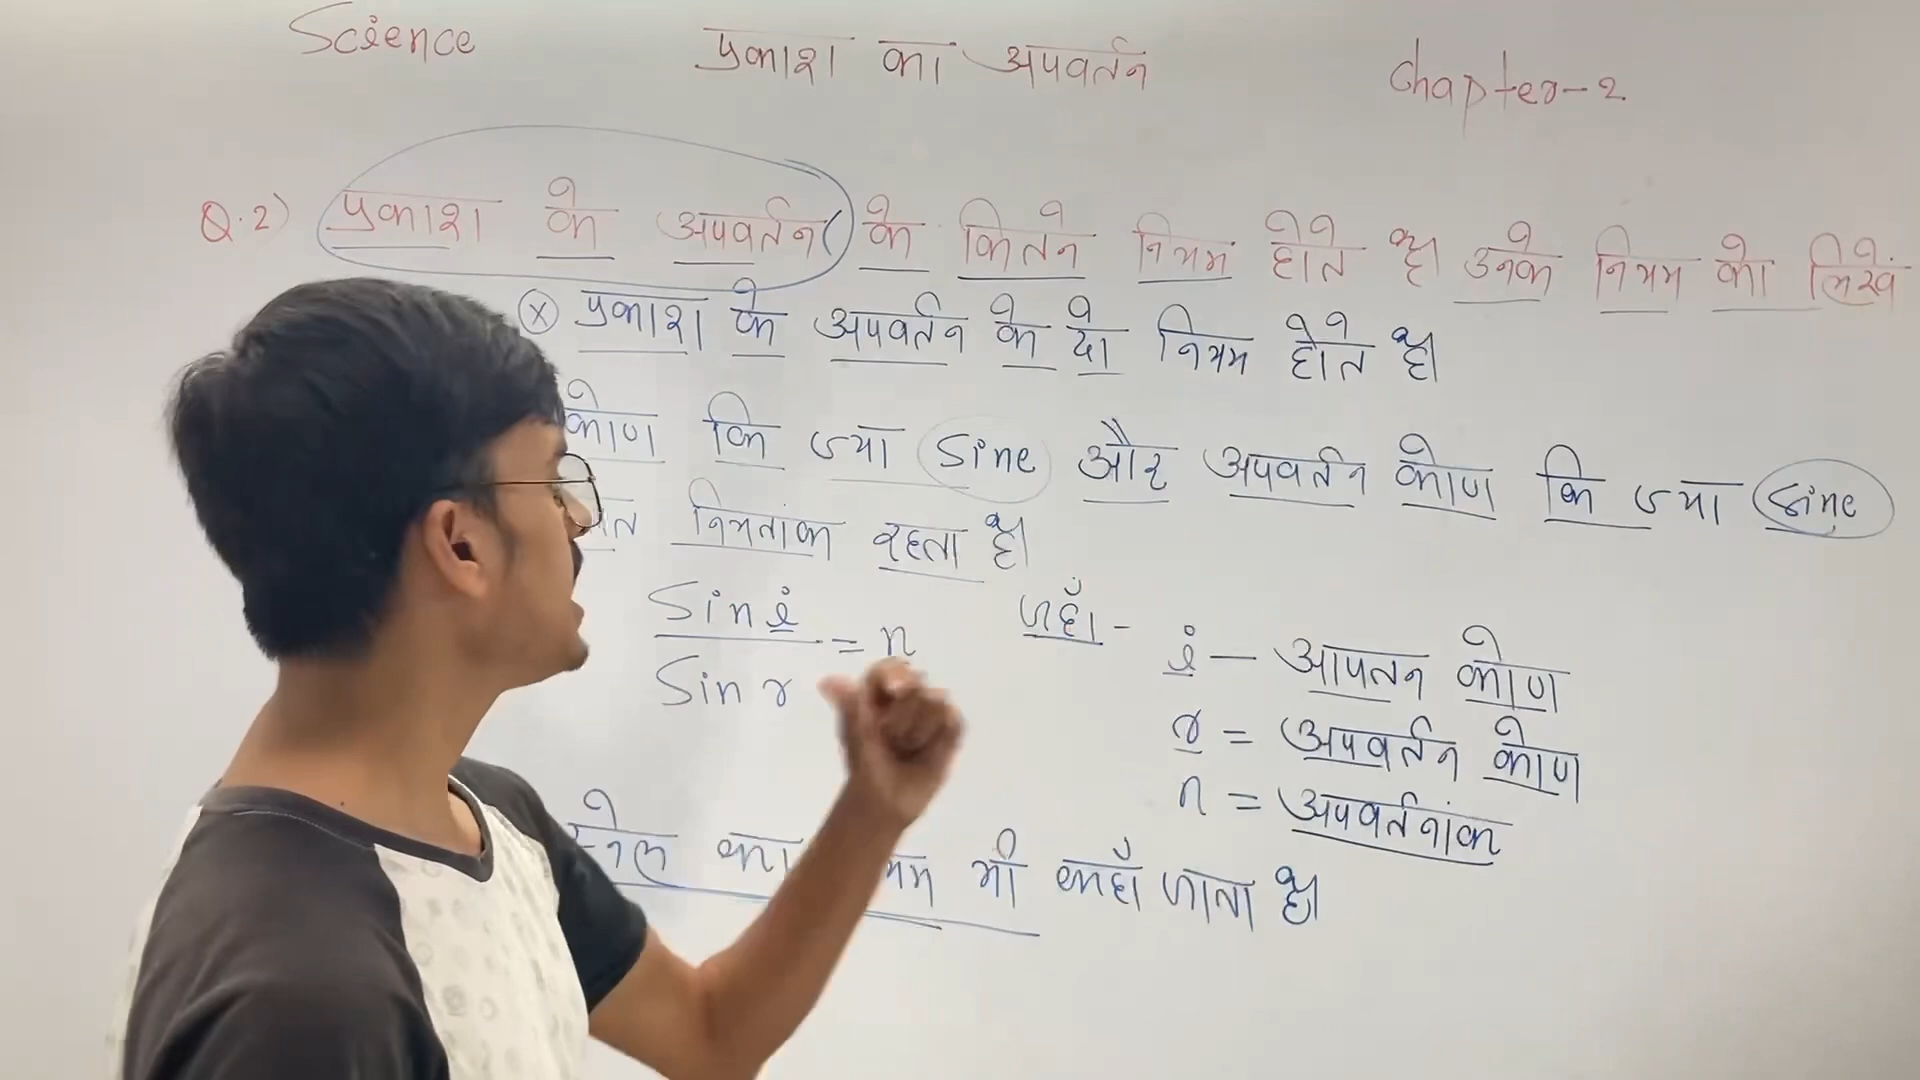 Science प्रकाश का अपवर्तन Chapter-2
Q.2) प्रकाश के अपवर्तन के कितने नियम होते है उनके नियम को लिखें
प्रकाश के अपवर्तन के दो नियम होते है
कोण कि ज्या Sine और अपवर्तन कोण कि ज्या Sine
नियतांक रहता है
Sin i
= n जहाँ -
Sin r
i — आपतन कोण
r = अपवर्तन कोण
n = अपवर्तनांक
का भी कहाँ जाता है